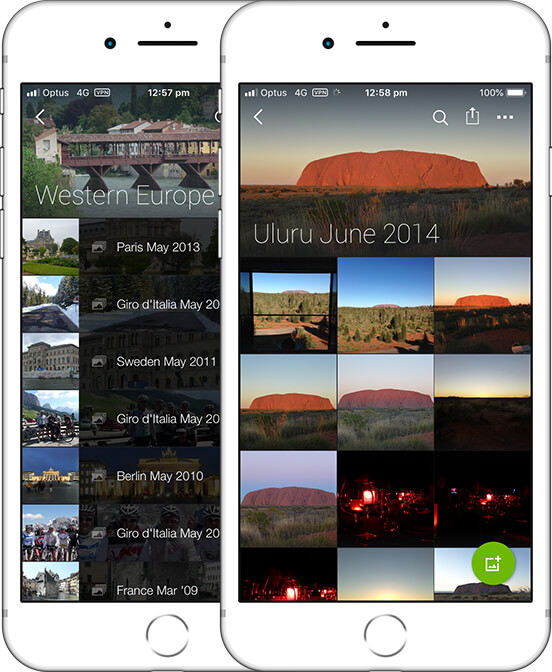 Optus 4G VPN 12:57 pm
Western Europe
Paris May 2013
Giro d'Italia May 20
Sweden May 2011
Giro d'Italia May 20
Berlin May 2010
Giro d'Italia May 20
France Mar '09
Optus 4G VPN 12:58 pm 100%
Uluru June 2014